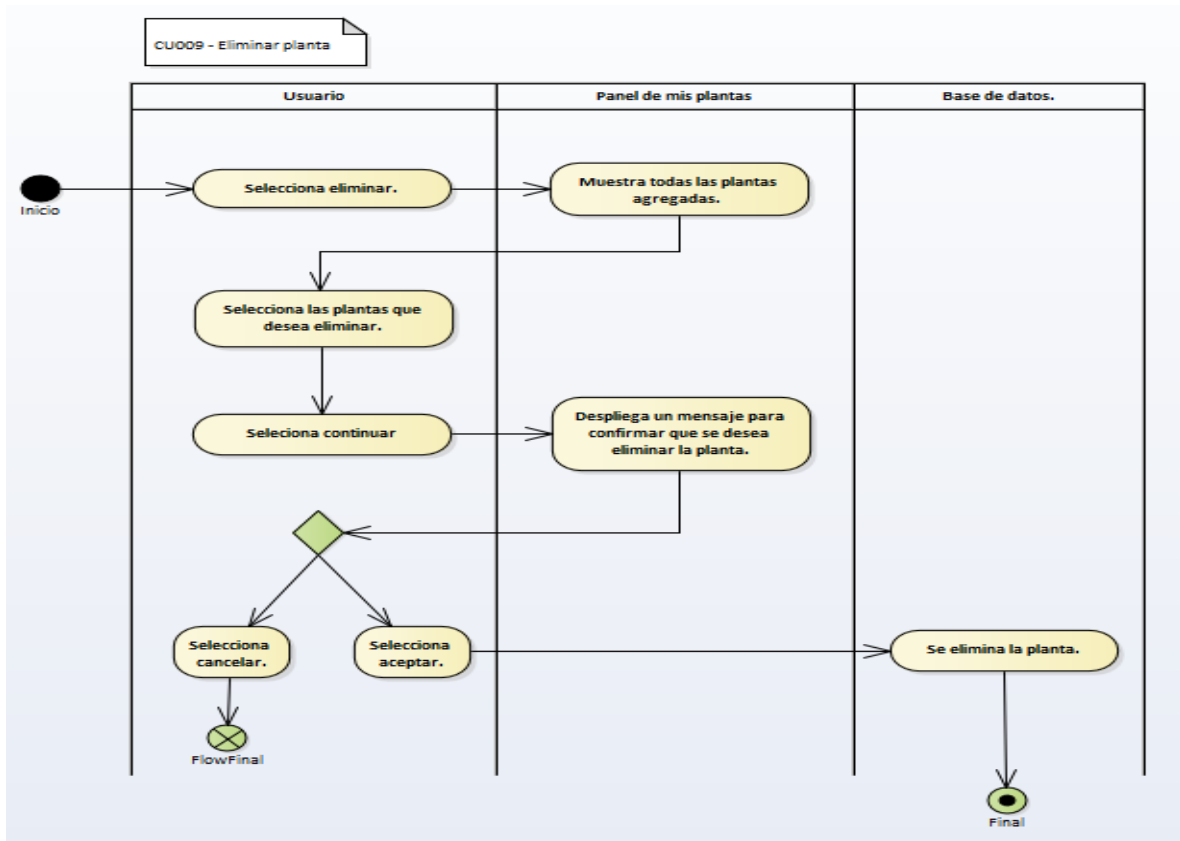 CU009 - Eliminar planta
Usuario
Panel de mis plantas
Base de datos.
Inicio
Selecciona eliminar.
Muestra todas las plantas
agregadas.
Selecciona las plantas que
desea eliminar.
Seleciona continuar
Despliega un mensaje para
confirmar que se desea
eliminar la planta.
Selecciona
cancelar.
Selecciona
aceptar.
Se elimina la planta.
FlowFinal
Final